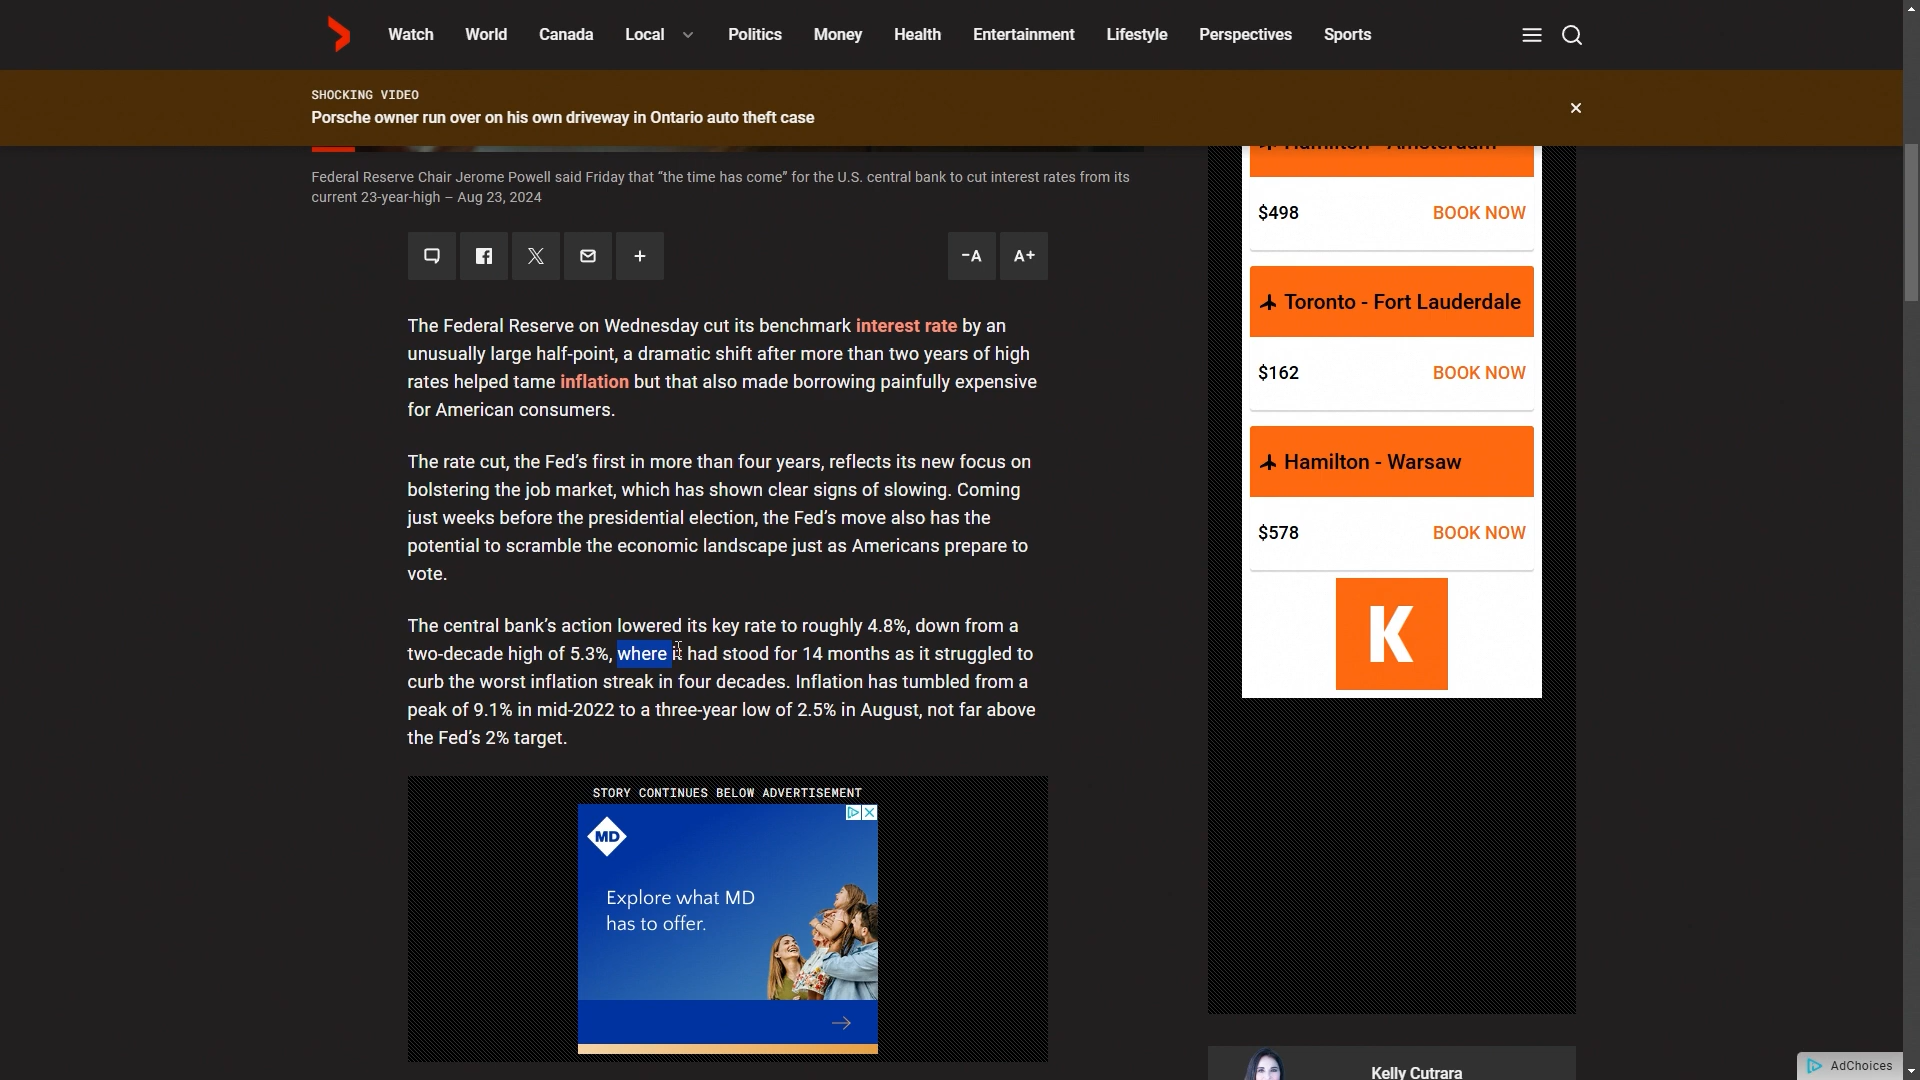 Watch World Canada Local Politics Money Health Entertainment Lifestyle Perspectives Sports
SHOCKING VIDEO
Porsche owner run over on his own driveway in Ontario auto theft case
Federal Reserve Chair Jerome Powell said Friday that “the time has come” for the U.S. central bank to cut interest rates from its
current 23-year-high – Aug 23, 2024
-A A+
The Federal Reserve on Wednesday cut its benchmark interest rate by an
unusually large half-point, a dramatic shift after more than two years of high
rates helped tame inflation but that also made borrowing painfully expensive
for American consumers.
The rate cut, the Fed’s first in more than four years, reflects its new focus on
bolstering the job market, which has shown clear signs of slowing. Coming
just weeks before the presidential election, the Fed’s move also has the
potential to scramble the economic landscape just as Americans prepare to
vote.
The central bank’s action lowered its key rate to roughly 4.8%, down from a
two-decade high of 5.3%, where it had stood for 14 months as it struggled to
curb the worst inflation streak in four decades. Inflation has tumbled from a
peak of 9.1% in mid-2022 to a three-year low of 2.5% in August, not far above
the Fed’s 2% target.
STORY CONTINUES BELOW ADVERTISEMENT
MD
Explore what MD
has to offer.
Hamilton - Amsterdam
$498 BOOK NOW
Toronto - Fort Lauderdale
$162 BOOK NOW
Hamilton - Warsaw
$578 BOOK NOW
K
Kelly Cutrara
AdChoices